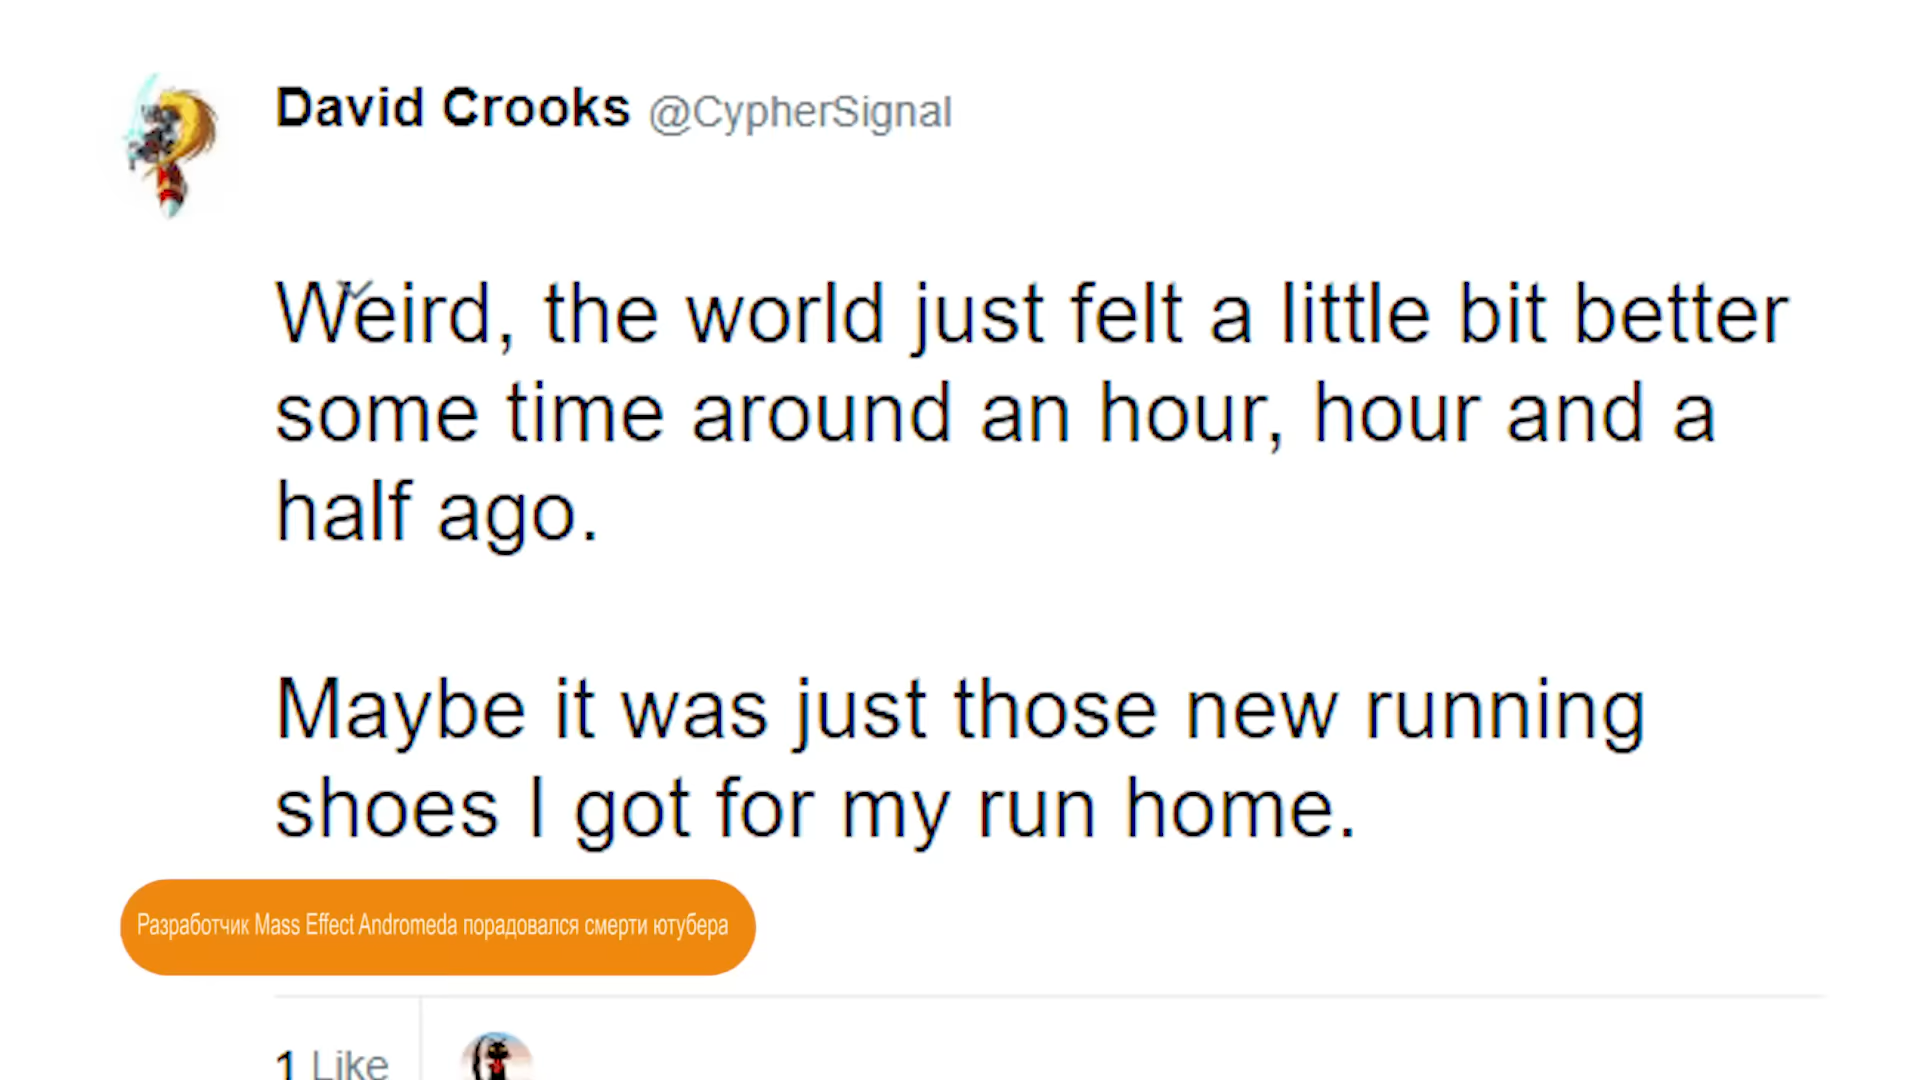 David Crooks @CypherSignal
Weird, the world just felt a little bit better
some time around an hour, hour and a
half ago.
Maybe it was just those new running
shoes I got for my run home.
Разработчик Mass Effect Andromeda порадовался смерти ютубера
1 Like